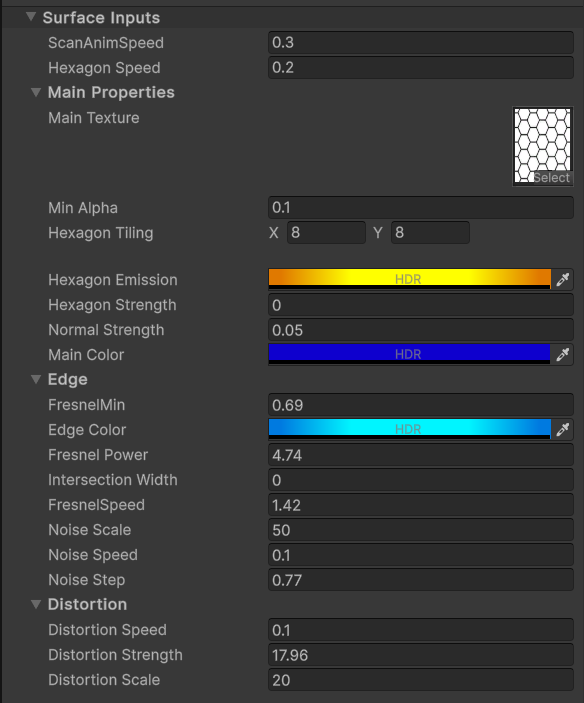 Surface Inputs
ScanAnimSpeed 0.3
Hexagon Speed 0.2
Main Properties
Main Texture
Select
Min Alpha 0.1
Hexagon Tiling X 8 Y 8
Hexagon Emission HDR
Hexagon Strength 0
Normal Strength 0.05
Main Color HDR
Edge
FresnelMin 0.69
Edge Color HDR
Fresnel Power 4.74
Intersection Width 0
FresnelSpeed 1.42
Noise Scale 50
Noise Speed 0.1
Noise Step 0.77
Distortion
Distortion Speed 0.1
Distortion Strength 17.96
Distortion Scale 20